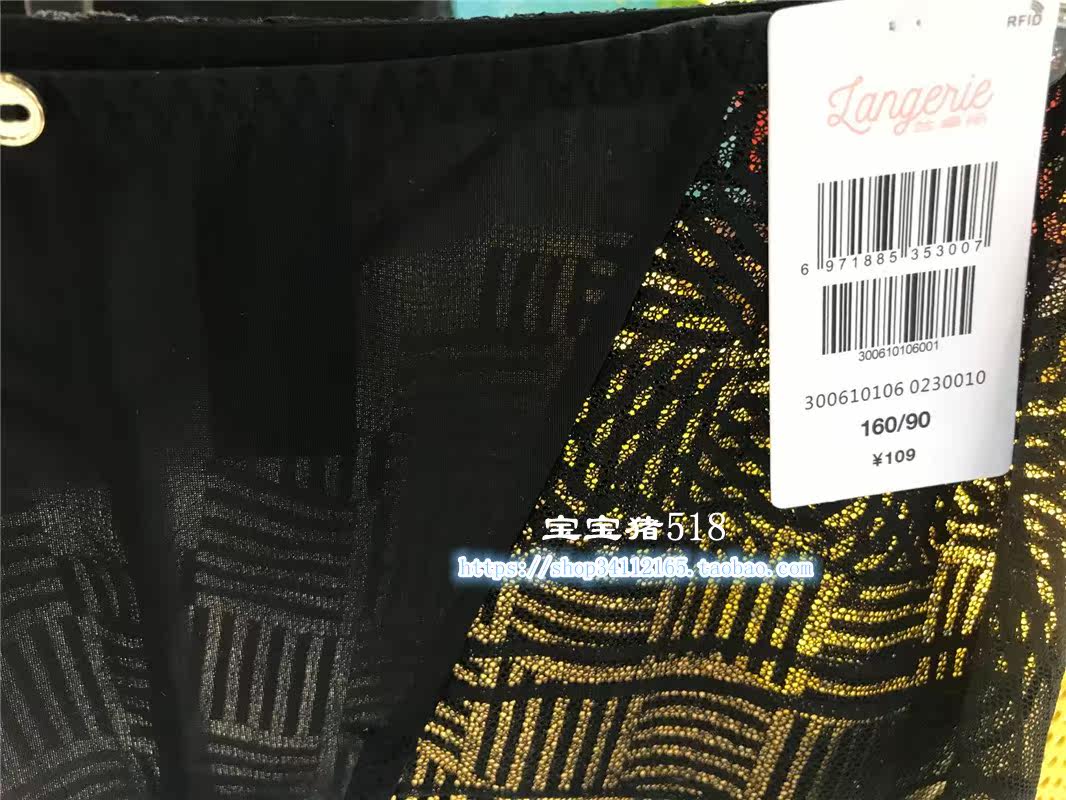 RFID
Langerie
6 971885 353007
300610106001
300610106 0230010
160/90
¥109
宝宝猪518
https://shop34112165.taobao.com